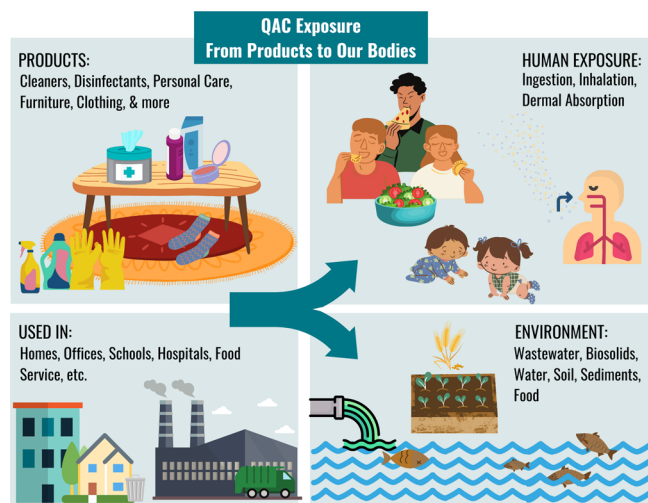 QAC Exposure
From Products to Our Bodies
PRODUCTS:
Cleaners, Disinfectants, Personal Care,
Furniture, Clothing, & more
HUMAN EXPOSURE:
Ingestion, Inhalation,
Dermal Absorption
USED IN:
Homes, Offices, Schools, Hospitals, Food
Service, etc.
ENVIRONMENT:
Wastewater, Biosolids,
Water, Soil, Sediments,
Food